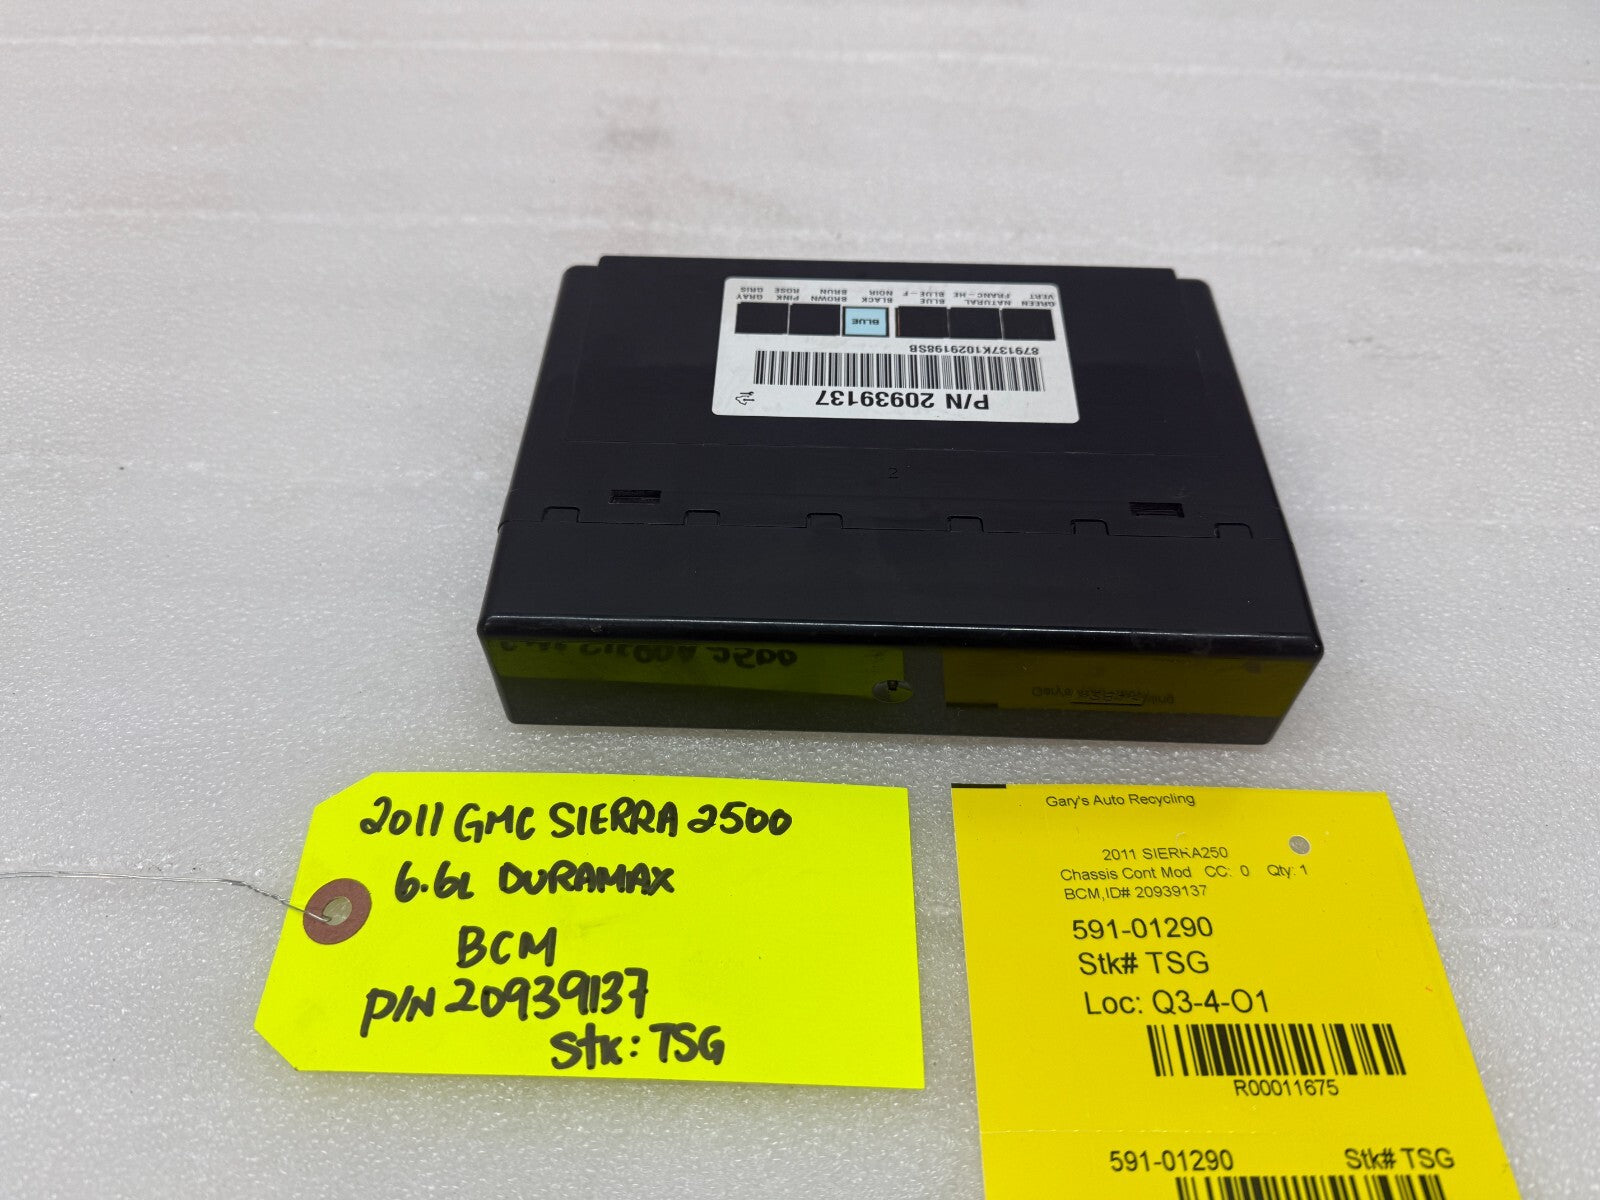 P/N 20939137
879137K1029198SB
BLUE
GREEN NATURAL BLUE BLACK BROWN PINK GRAY
VERT FRANC-HE BLUE-F NOIR BRUN ROSE GRIS
2
2011 GMC SIERRA 2500
6.6L DURAMAX
BCM
P/N 20939137
Stk: TSG
Gary's Auto Recycling
2011 SIERRA250
Chassis Cont Mod CC: 0 Qty: 1
BCM,ID# 20939137
591-01290
Stk# TSG
Loc: Q3-4-O1
R00011675
591-01290 Stk# TSG